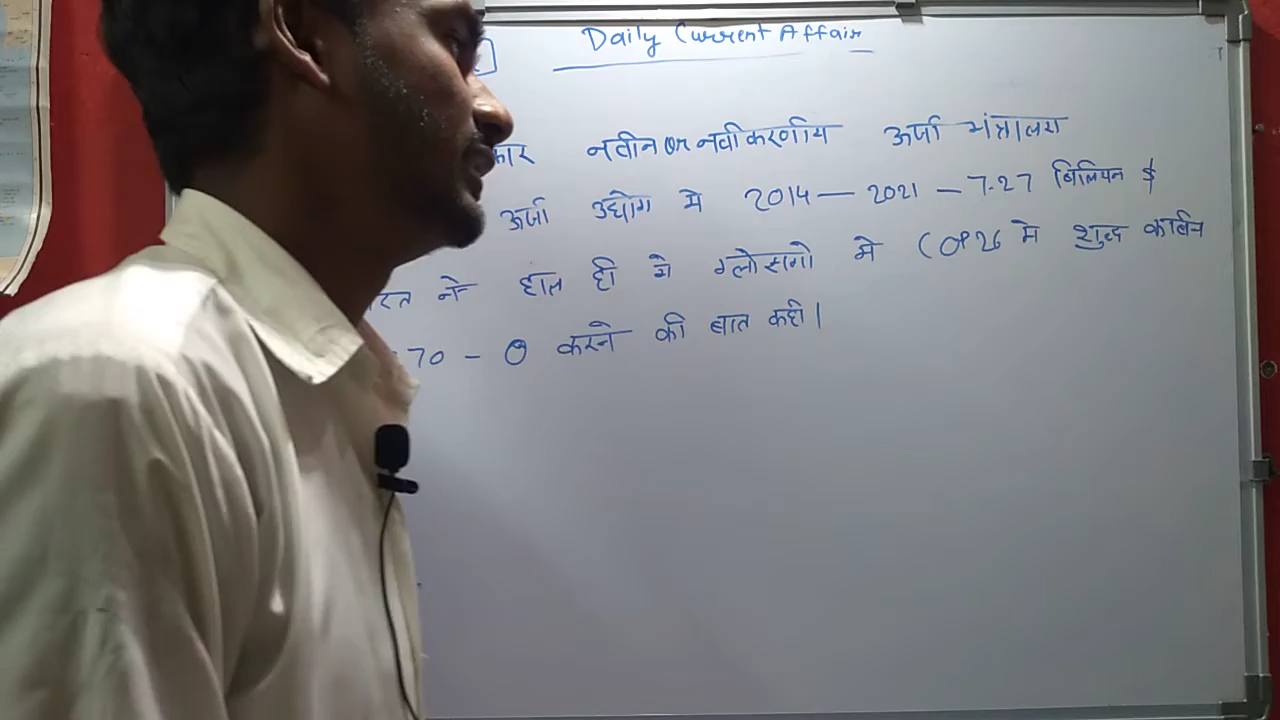 Daily Current Affair
कार नवीन or नवीकरणीय ऊर्जा मंत्रालय
ऊर्जा उद्योग मे 2014 — 2021 — 7.27 बिलियन $
रत ने हाल ही मे ग्लोसगो मे COP26 मे शुद्ध कार्बन
70 - 0 करने की बात कही।